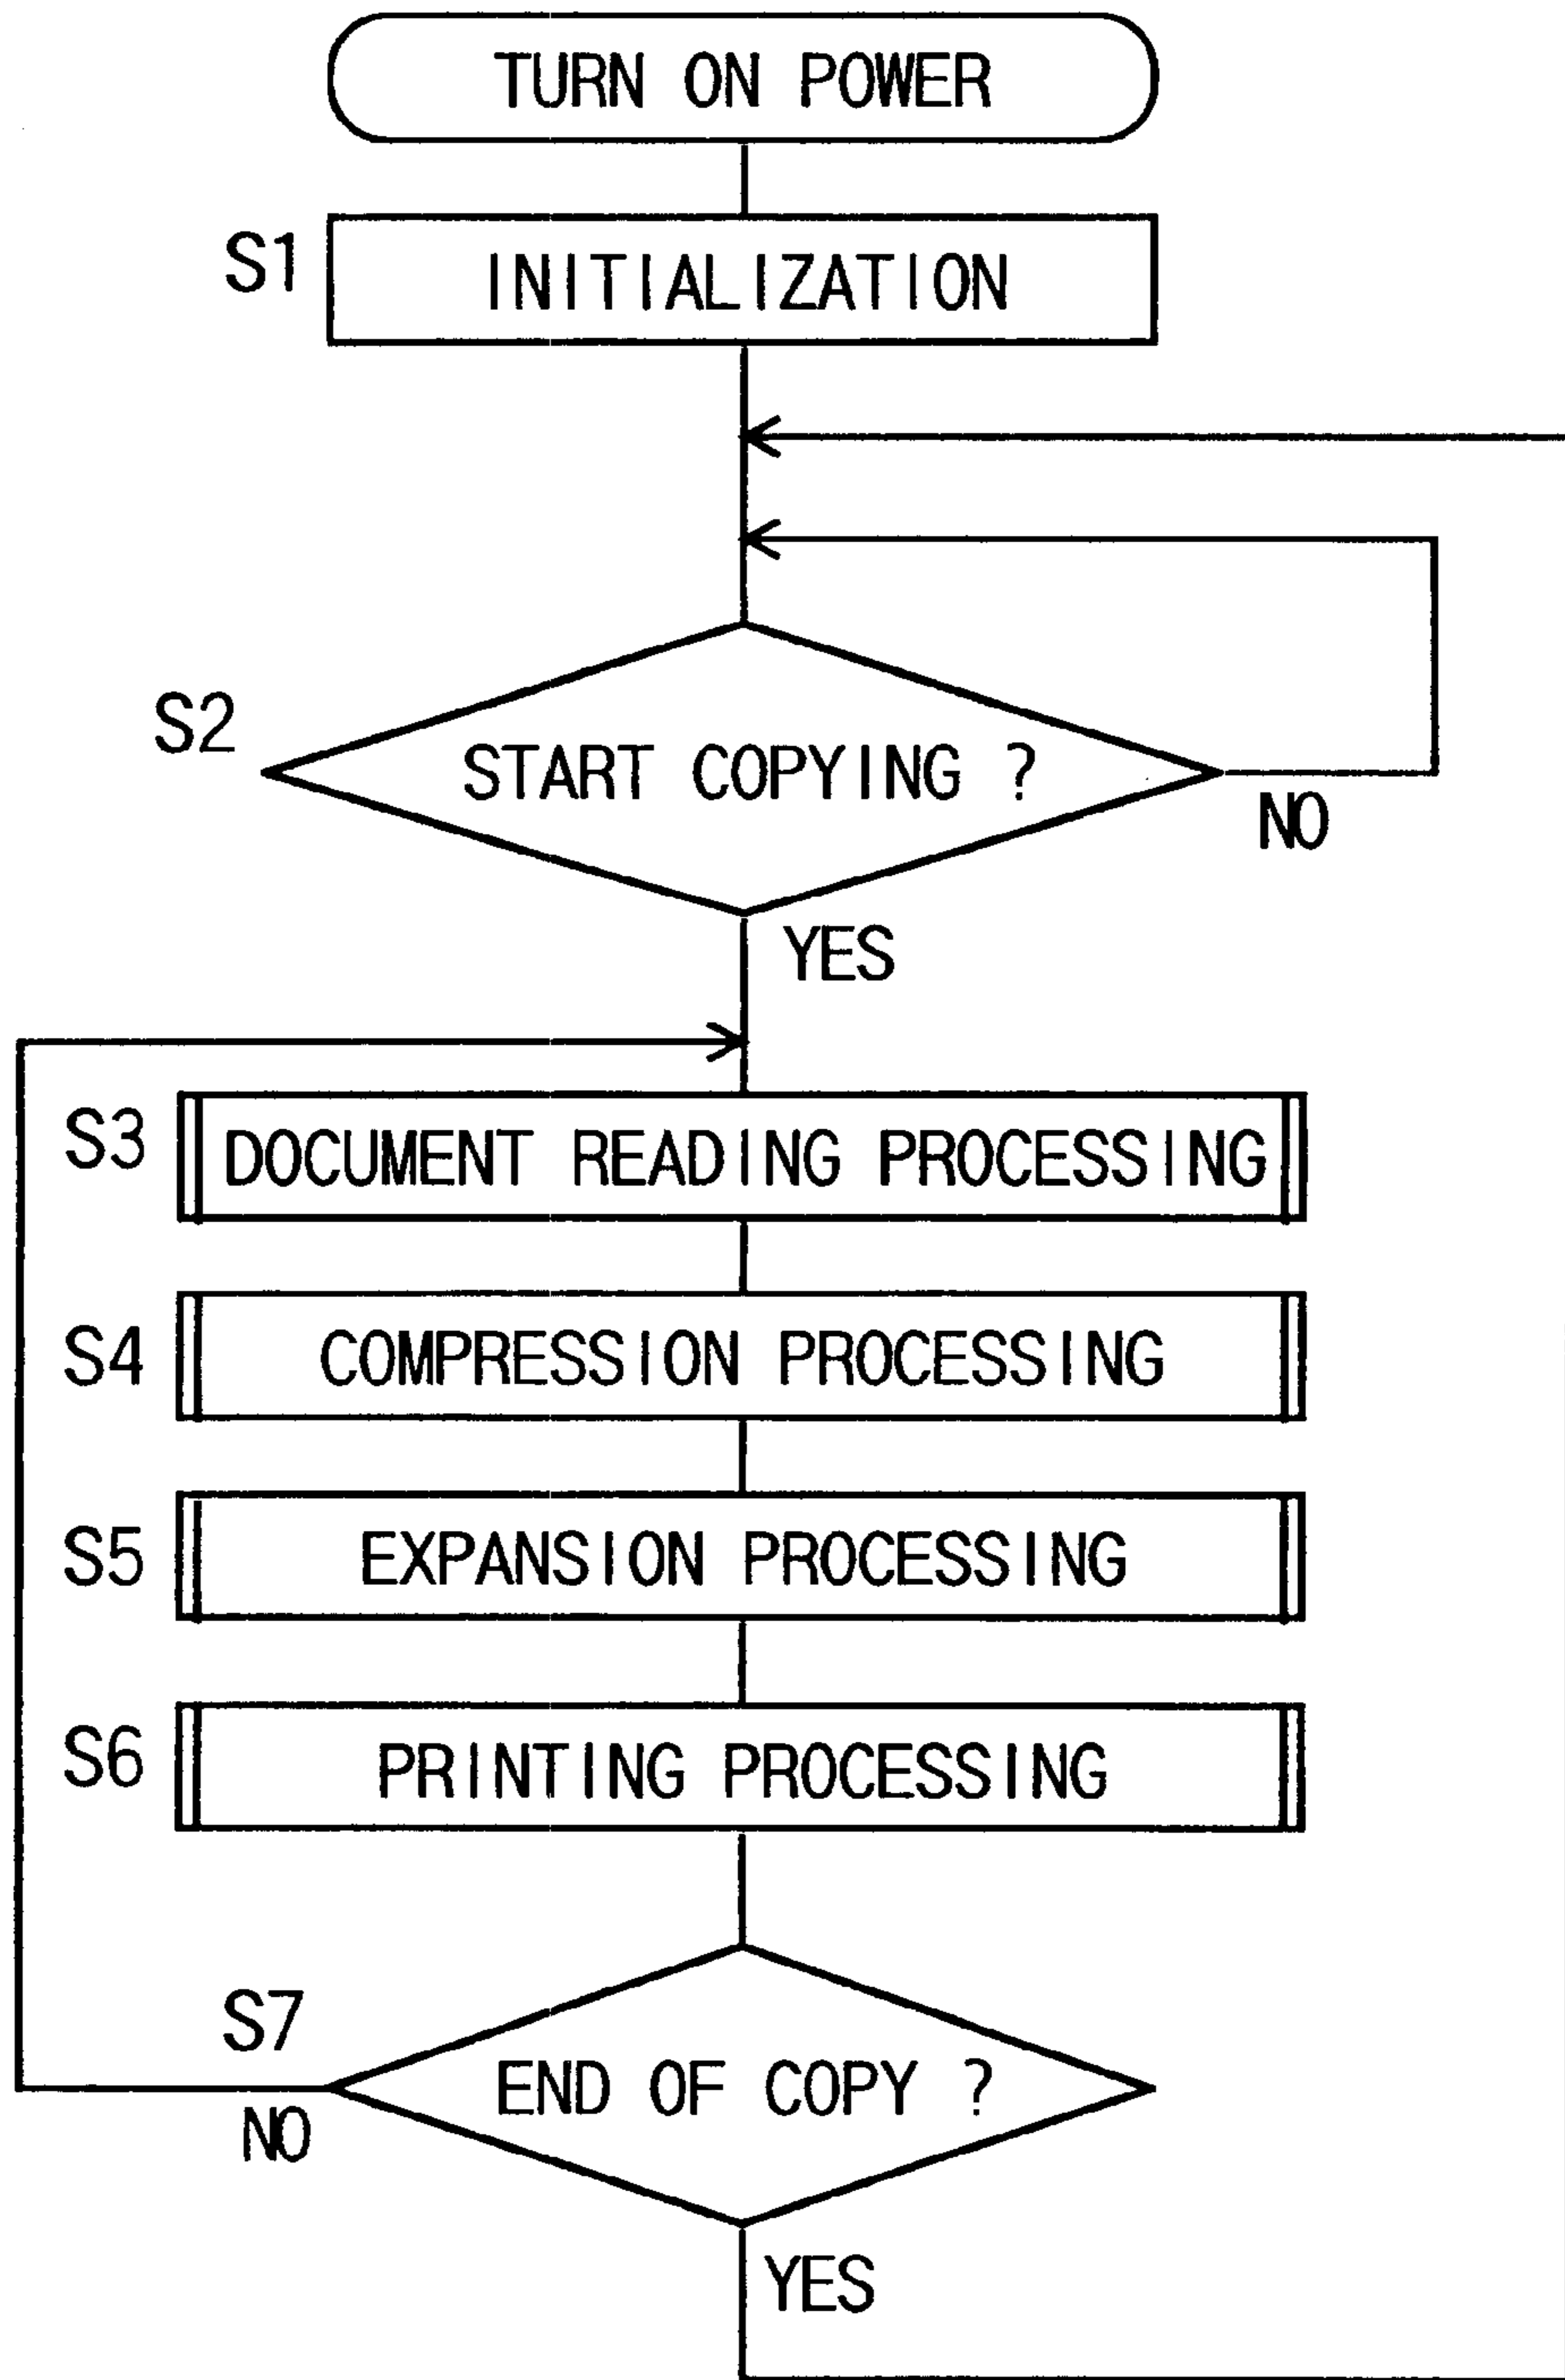 TURN ON POWER
S1
INITIALIZATION
S2
START COPYING ?
NO
YES
S3
DOCUMENT READING PROCESSING
S4
COMPRESSION PROCESSING
S5
EXPANSION PROCESSING
S6
PRINTING PROCESSING
S7
END OF COPY ?
NO
YES